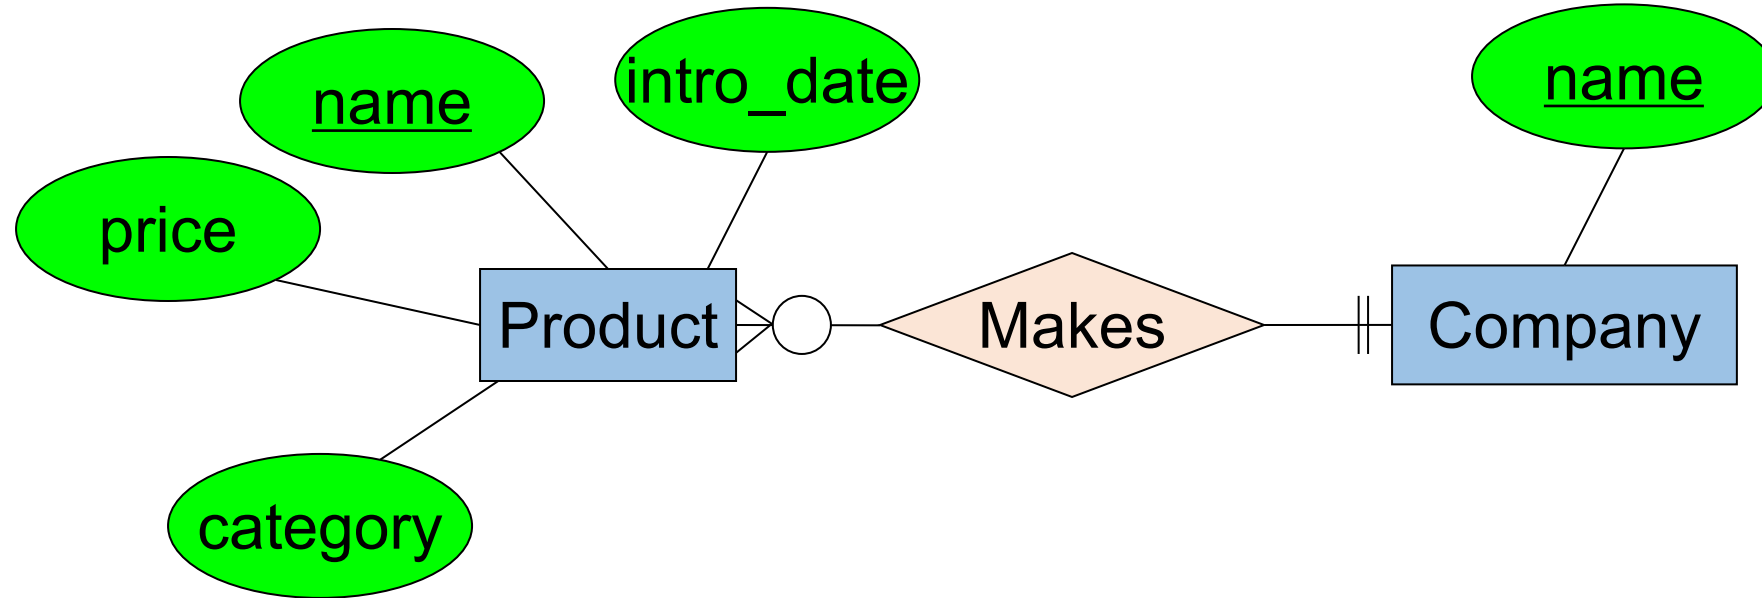 intro_date
name
name
price
Product
Makes
Company
category